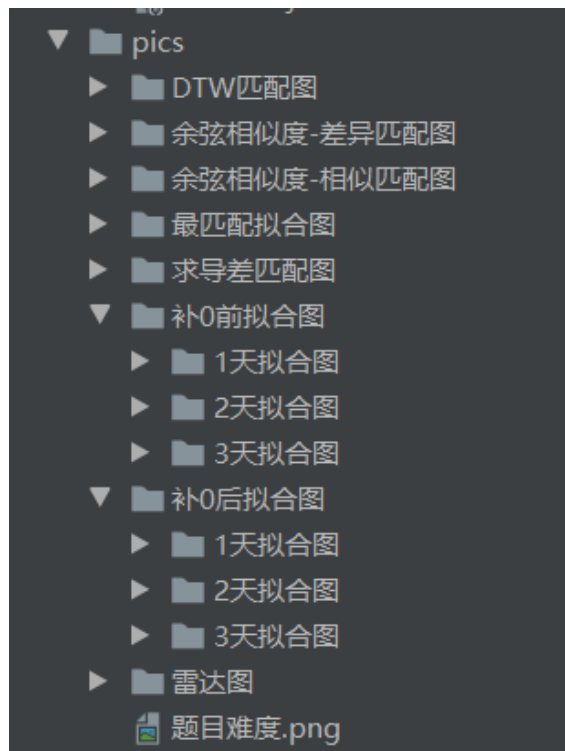 pics
DTW匹配图
余弦相似度-差异匹配图
余弦相似度-相似匹配图
最匹配拟合图
求导差匹配图
补0前拟合图
1天拟合图
2天拟合图
3天拟合图
补0后拟合图
1天拟合图
2天拟合图
3天拟合图
雷达图
题目难度.png